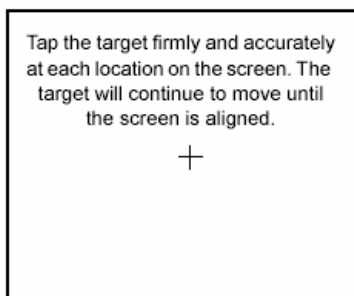 Tap the target firmly and accurately
at each location on the screen. The
target will continue to move until
the screen is aligned.